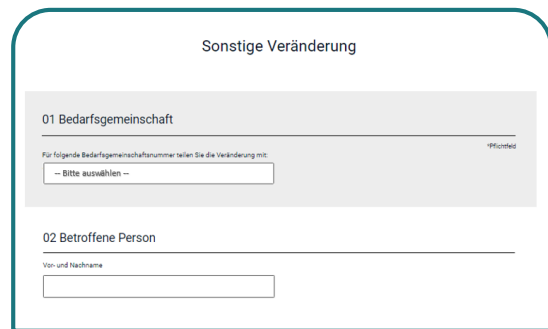 Sonstige Veränderung
01 Bedarfsgemeinschaft
*Pflichtfeld
Für folgende Bedarfsgemeinschaftsnummer teilen Sie die Veränderung mit:
-- Bitte auswählen --
02 Betroffene Person
Vor- und Nachname